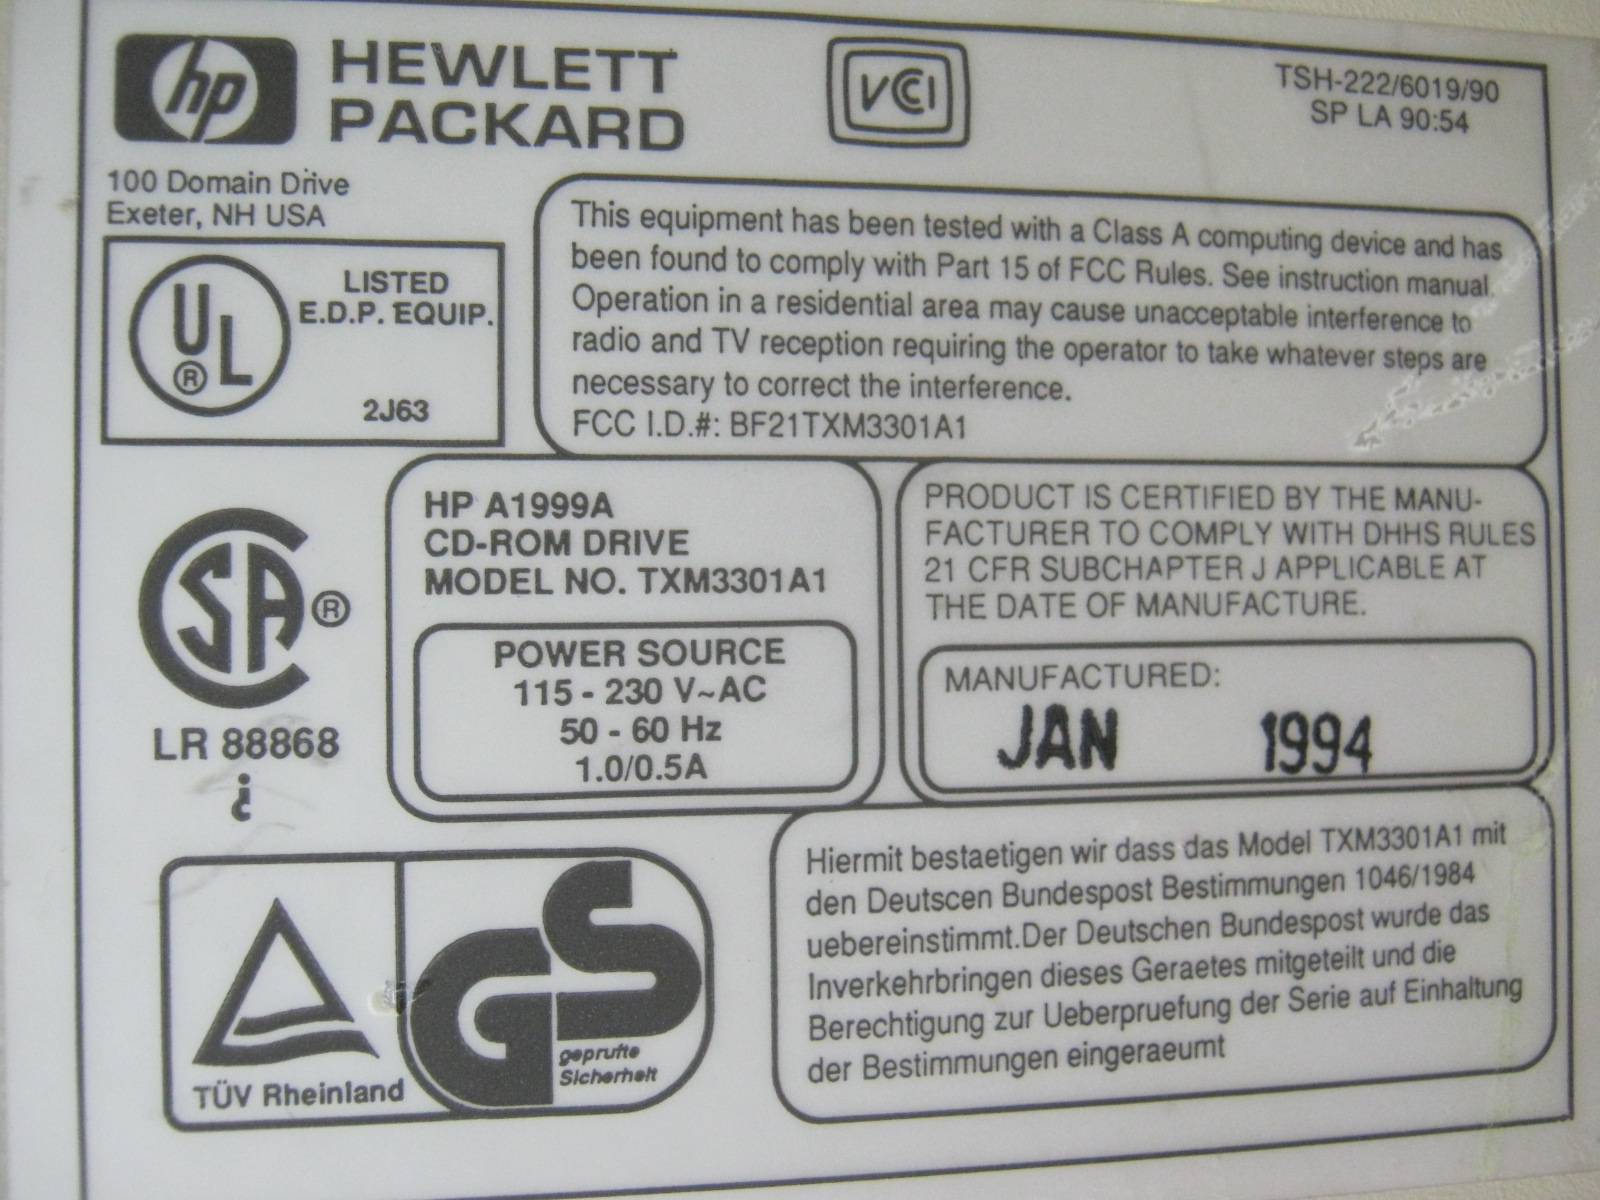 hp HEWLETT
PACKARD
VCCI
TSH-222/6019/90
SP LA 90:54
100 Domain Drive
Exeter, NH USA
UL®
LISTED
E.D.P. EQUIP.
2J63
This equipment has been tested with a Class A computing device and has
been found to comply with Part 15 of FCC Rules. See instruction manual.
Operation in a residential area may cause unacceptable interference to
radio and TV reception requiring the operator to take whatever steps are
necessary to correct the interference.
FCC I.D.#: BF21TXM3301A1
CSA®
LR 88868
HP A1999A
CD-ROM DRIVE
MODEL NO. TXM3301A1
POWER SOURCE
115 - 230 V~AC
50 - 60 Hz
1.0/0.5A
PRODUCT IS CERTIFIED BY THE MANU-
FACTURER TO COMPLY WITH DHHS RULES
21 CFR SUBCHAPTER J APPLICABLE AT
THE DATE OF MANUFACTURE.
MANUFACTURED:
JAN 1994
TÜV Rheinland
GS
geprufte
Sicherheit
Hiermit bestaetigen wir dass das Model TXM3301A1 mit
den Deutscen Bundespost Bestimmungen 1046/1984
uebereinstimmt.Der Deutschen Bundespost wurde das
Inverkehrbringen dieses Geraetes mitgeteilt und die
Berechtigung zur Ueberpruefung der Serie auf Einhaltung
der Bestimmungen eingeraeumt